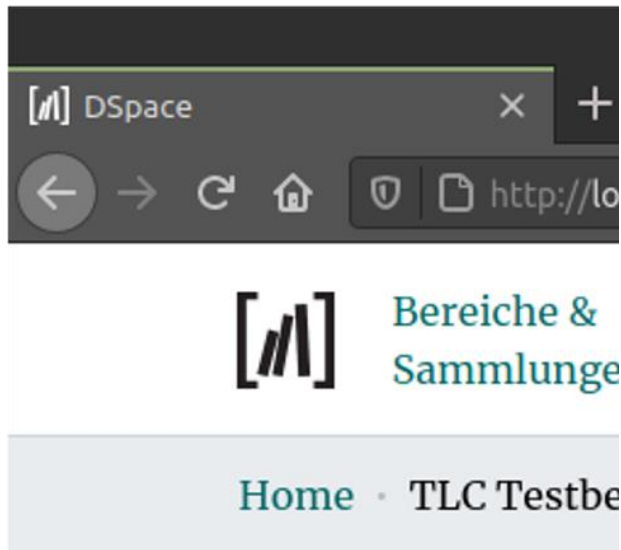 DSpace
http://lo
Bereiche &
Sammlunge
Home · TLC Testbe